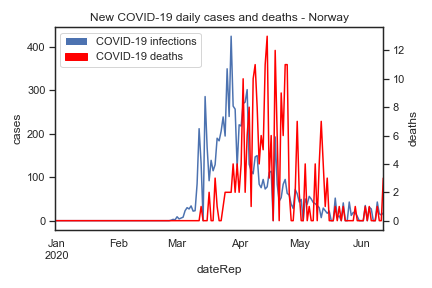 New COVID-19 daily cases and deaths - Norway
COVID-19 infections
COVID-19 deaths
400
300
200
100
0
cases
12
10
8
6
4
2
0
deaths
Jan Feb Mar Apr May Jun
2020
dateRep